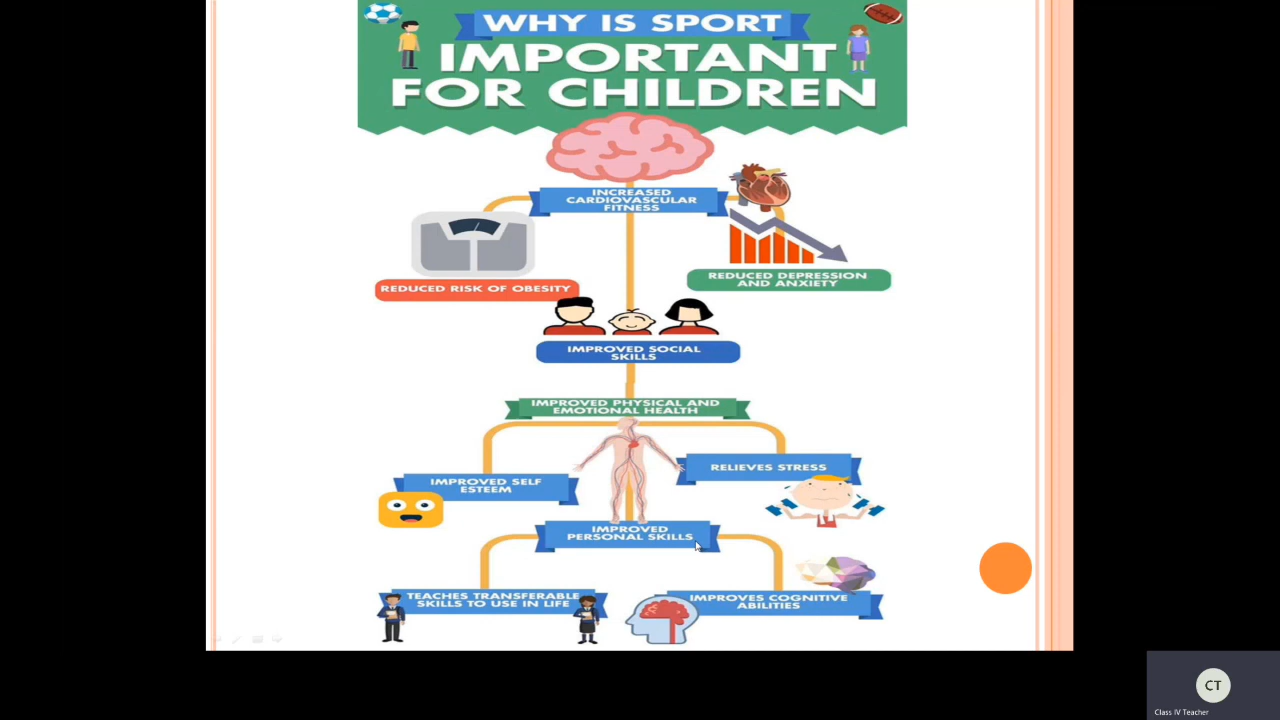 WHY IS SPORT
IMPORTANT
FOR CHILDREN
INCREASED
CARDIOVASCULAR
FITNESS
REDUCED RISK OF OBESITY
REDUCED DEPRESSION
AND ANXIETY
IMPROVED SOCIAL
SKILLS
IMPROVED PHYSICAL AND
EMOTIONAL HEALTH
IMPROVED SELF
ESTEEM
RELIEVES STRESS
IMPROVED
PERSONAL SKILLS
TEACHES TRANSFERABLE
SKILLS TO USE IN LIFE
IMPROVES COGNITIVE
ABILITIES
CT
Class IV Teacher